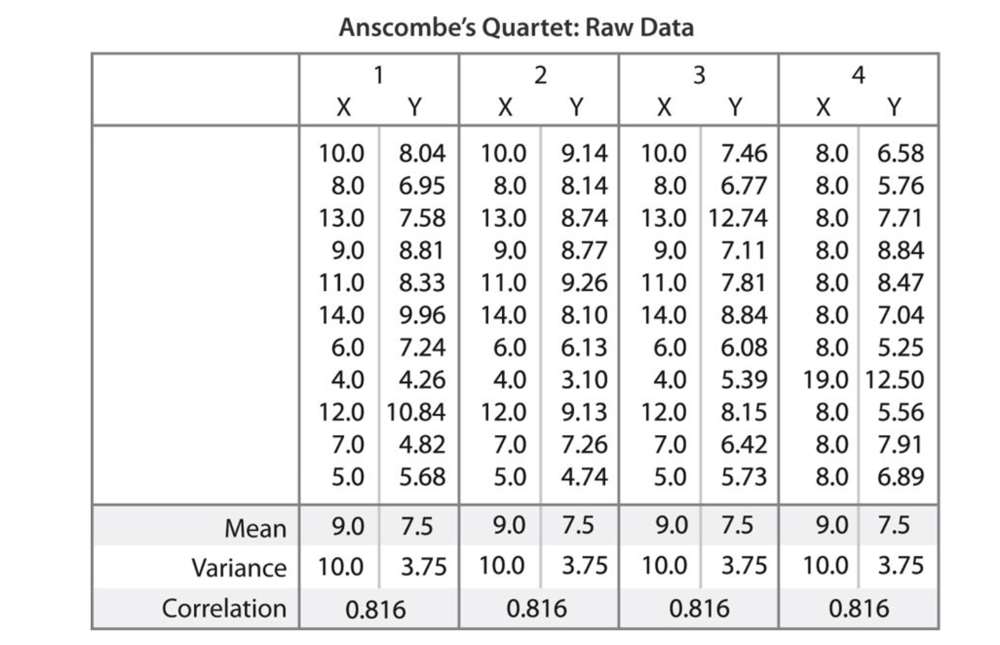 Anscombe's Quartet: Raw Data
1 2 3 4
X Y X Y X Y X Y
10.0 8.04 10.0 9.14 10.0 7.46 8.0 6.58
8.0 6.95 8.0 8.14 8.0 6.77 8.0 5.76
13.0 7.58 13.0 8.74 13.0 12.74 8.0 7.71
9.0 8.81 9.0 8.77 9.0 7.11 8.0 8.84
11.0 8.33 11.0 9.26 11.0 7.81 8.0 8.47
14.0 9.96 14.0 8.10 14.0 8.84 8.0 7.04
6.0 7.24 6.0 6.13 6.0 6.08 8.0 5.25
4.0 4.26 4.0 3.10 4.0 5.39 19.0 12.50
12.0 10.84 12.0 9.13 12.0 8.15 8.0 5.56
7.0 4.82 7.0 7.26 7.0 6.42 8.0 7.91
5.0 5.68 5.0 4.74 5.0 5.73 8.0 6.89
Mean 9.0 7.5 9.0 7.5 9.0 7.5 9.0 7.5
Variance 10.0 3.75 10.0 3.75 10.0 3.75 10.0 3.75
Correlation 0.816 0.816 0.816 0.816